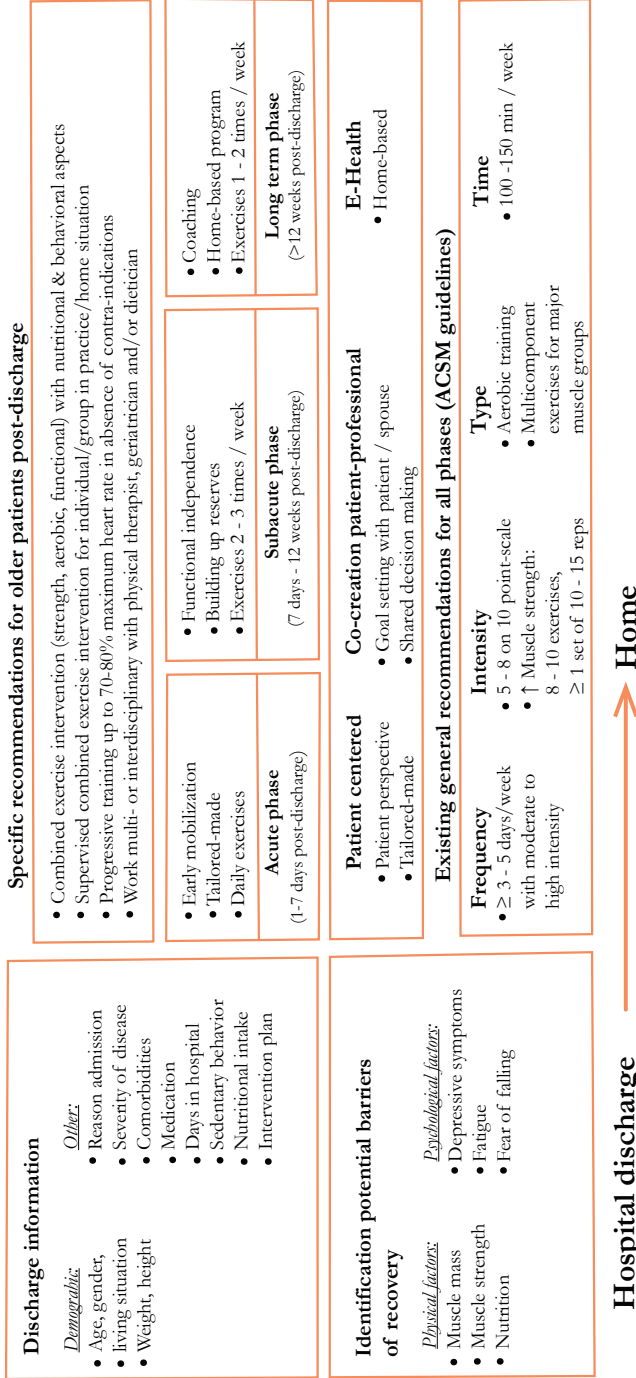 Discharge information
Demograbic:
• Age, gender,
• living situation
• Weight, height
Other:
• Reason admission
• Severity of disease
• Comorbidities
• Medication
• Days in hospital
• Sedentary behavior
• Nutritional intake
• Intervention plan
Identification potential barriers
of recovery
Physical factors:
• Muscle mass
• Muscle strength
• Nutrition
Psychological factors:
• Depressive symptoms
• Fatigue
• Fear of falling
Specific recommendations for older patients post-discharge
• Combined exercise intervention (strength, aerobic, functional) with nutritional & behavioral aspects
• Supervised combined exercise intervention for individual/group in practice/home situation
• Progressive training up to 70-80% maximum heart rate in absence of contra-indications
• Work multi- or interdisciplinary with physical therapist, geriatrician and/or dietician
• Early mobilization
• Tailored-made
• Daily exercises
Acute phase
(1-7 days post-discharge)
• Functional independence
• Building up reserves
• Exercises 2 - 3 times / week
Subacute phase
(7 days - 12 weeks post-discharge)
• Coaching
• Home-based program
• Exercises 1 - 2 times / week
Long term phase
(>12 weeks post-discharge)
Patient centered
• Patient perspective
• Tailored-made
Co-creation patient-professional
• Goal setting with patient / spouse
• Shared decision making
E-Health
• Home-based
Existing general recommendations for all phases (ACSM guidelines)
Frequency
• ≥ 3 - 5 days/week
with moderate to
high intensity
Intensity
• 5 - 8 on 10 point-scale
• ↑ Muscle strength:
8 - 10 exercises,
≥ 1 set of 10 - 15 reps
Type
• Aerobic training
• Multicomponent
exercises for major
muscle groups
Time
• 100 -150 min / week
Hospital discharge
Home